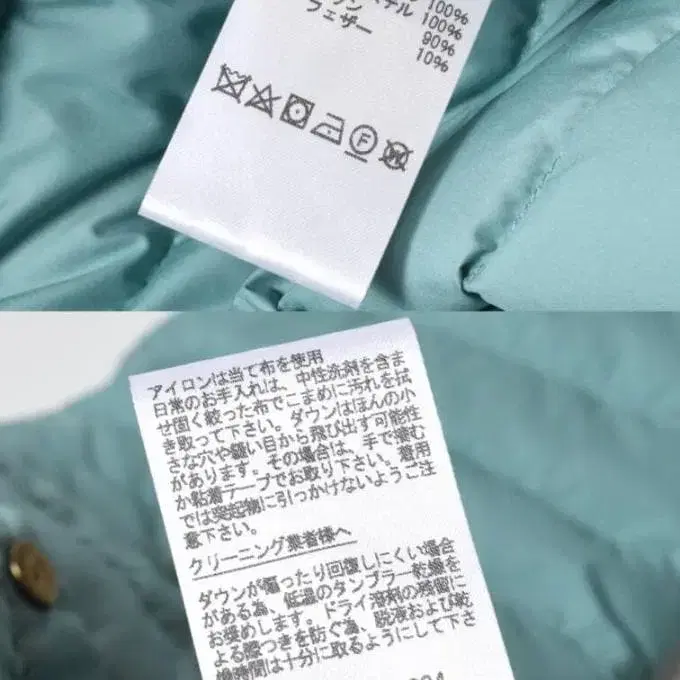 100%
ステル 100%
ン 90%
フェザー 10%
F
W
アイロンは当て布を使用
日常のお手入れは、中性洗剤を含ま
せ固く絞った布でこまめに汚れを拭
き取って下さい。ダウンはほんの小
さな穴や縫い目から飛び出す可能性
があります。その場合は、手で揉む
か粘着テープでお取り下さい。着用
では突起物に引っかけないようご注
意下さい。
クリーニング業者様へ
ダウンが偏ったり回復しにくい場合
がある為、低温のタンブラー乾燥を
お奨めします。ドライ溶剤の残留に
よる膜つきを防ぐ為、脱液および乾
燥時間は十分に取るようにして下さ